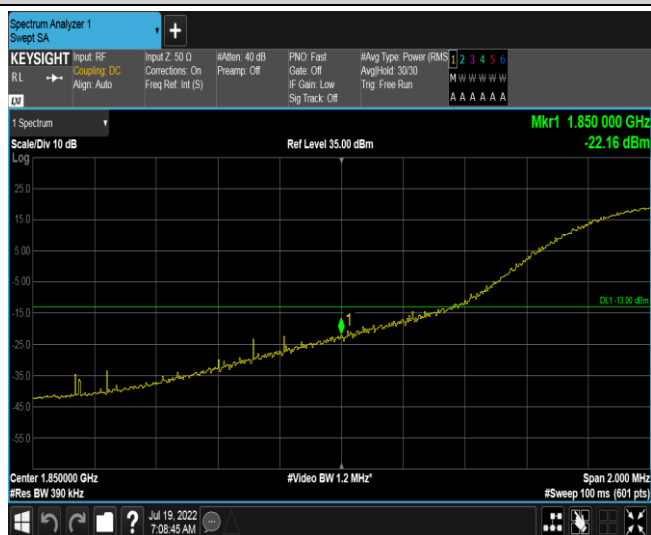 Spectrum Analyzer 1
Swept SA
+
KEYSIGHT
RL
LXI
Input: RF
Coupling: DC
Align: Auto
Input Z: 50 Ω
Corrections: On
Freq Ref: Int (S)
#Atten: 40 dB
Preamp: Off
PNO: Fast
Gate: Off
IF Gain: Low
Sig Track: Off
#Avg Type: Power (RMS
Avg|Hold: 30/30
Trig: Free Run
1 2 3 4 5 6
M W W W W W
A A A A A A
1 Spectrum
Scale/Div 10 dB
Ref Level 35.00 dBm
Mkr1 1.850 000 GHz
-22.16 dBm
Log
25.0
15.0
5.00
-5.00
-15.0
-25.0
-35.0
-45.0
-55.0
1
DL1 -13.00 dBm
Center 1.850000 GHz
#Video BW 1.2 MHz*
Span 2.000 MHz
#Res BW 390 kHz
#Sweep 100 ms (601 pts)
?
Jul 19, 2022
7:08:45 AM